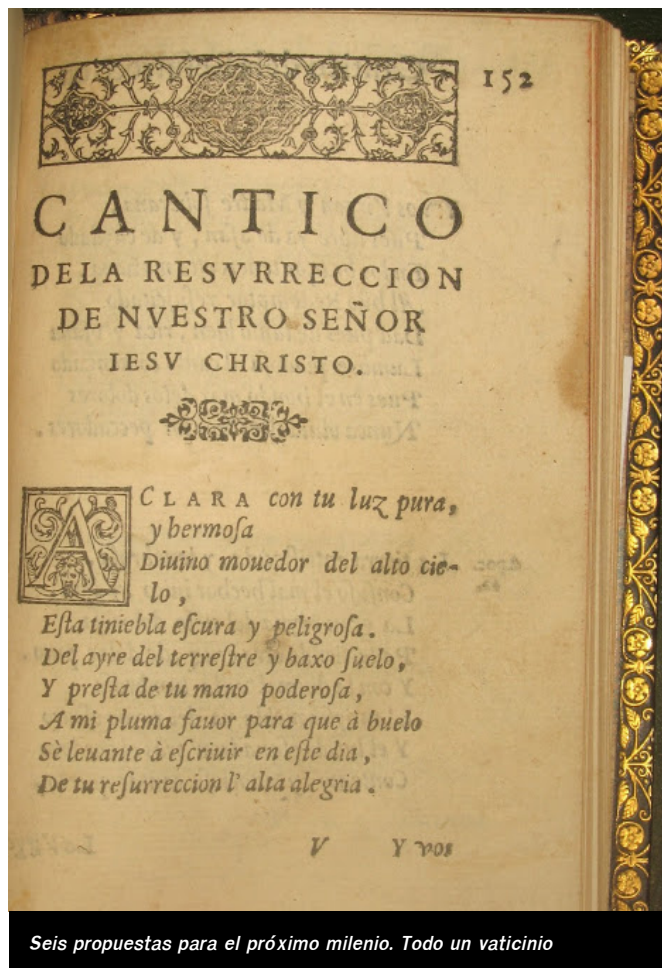 152
CANTICO
DELA RESVRRECCION
DE NVESTRO SEÑOR
IESV CHRISTO.
ACLARA con tu luz pura,
y hermoſa
Diuino mouedor del alto cie-
lo,
Eſta tiniebla eſcura y peligroſa.
Del ayre del terreſtre y baxo ſuelo,
Y preſta de tu mano poderoſa,
A mi pluma fauor para que à buelo
Sè leuante à eſcriuir en eſte dia,
De tu reſurreccion l' alta alegria.
V Y vos
Seis propuestas para el próximo milenio. Todo un vaticinio